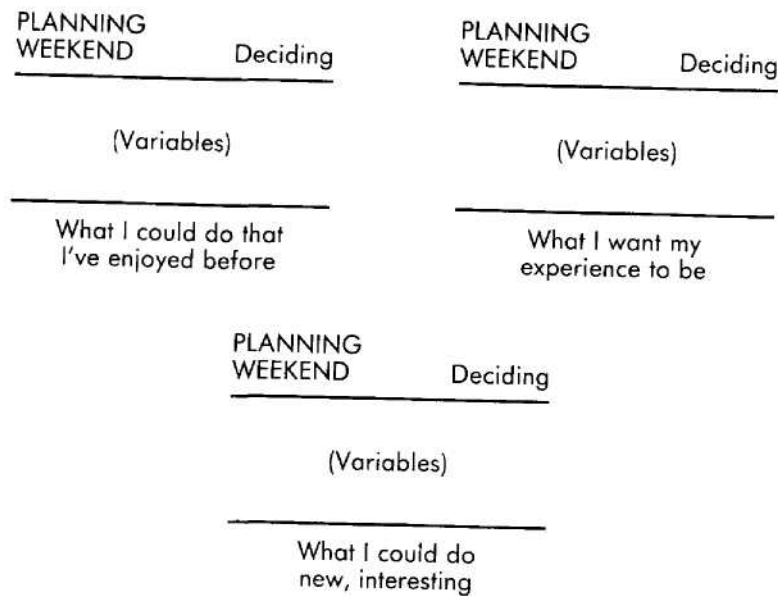 PLANNING
WEEKEND Deciding
(Variables)
What I could do that
I've enjoyed before
PLANNING
WEEKEND Deciding
(Variables)
What I want my
experience to be
PLANNING
WEEKEND Deciding
(Variables)
What I could do
new, interesting